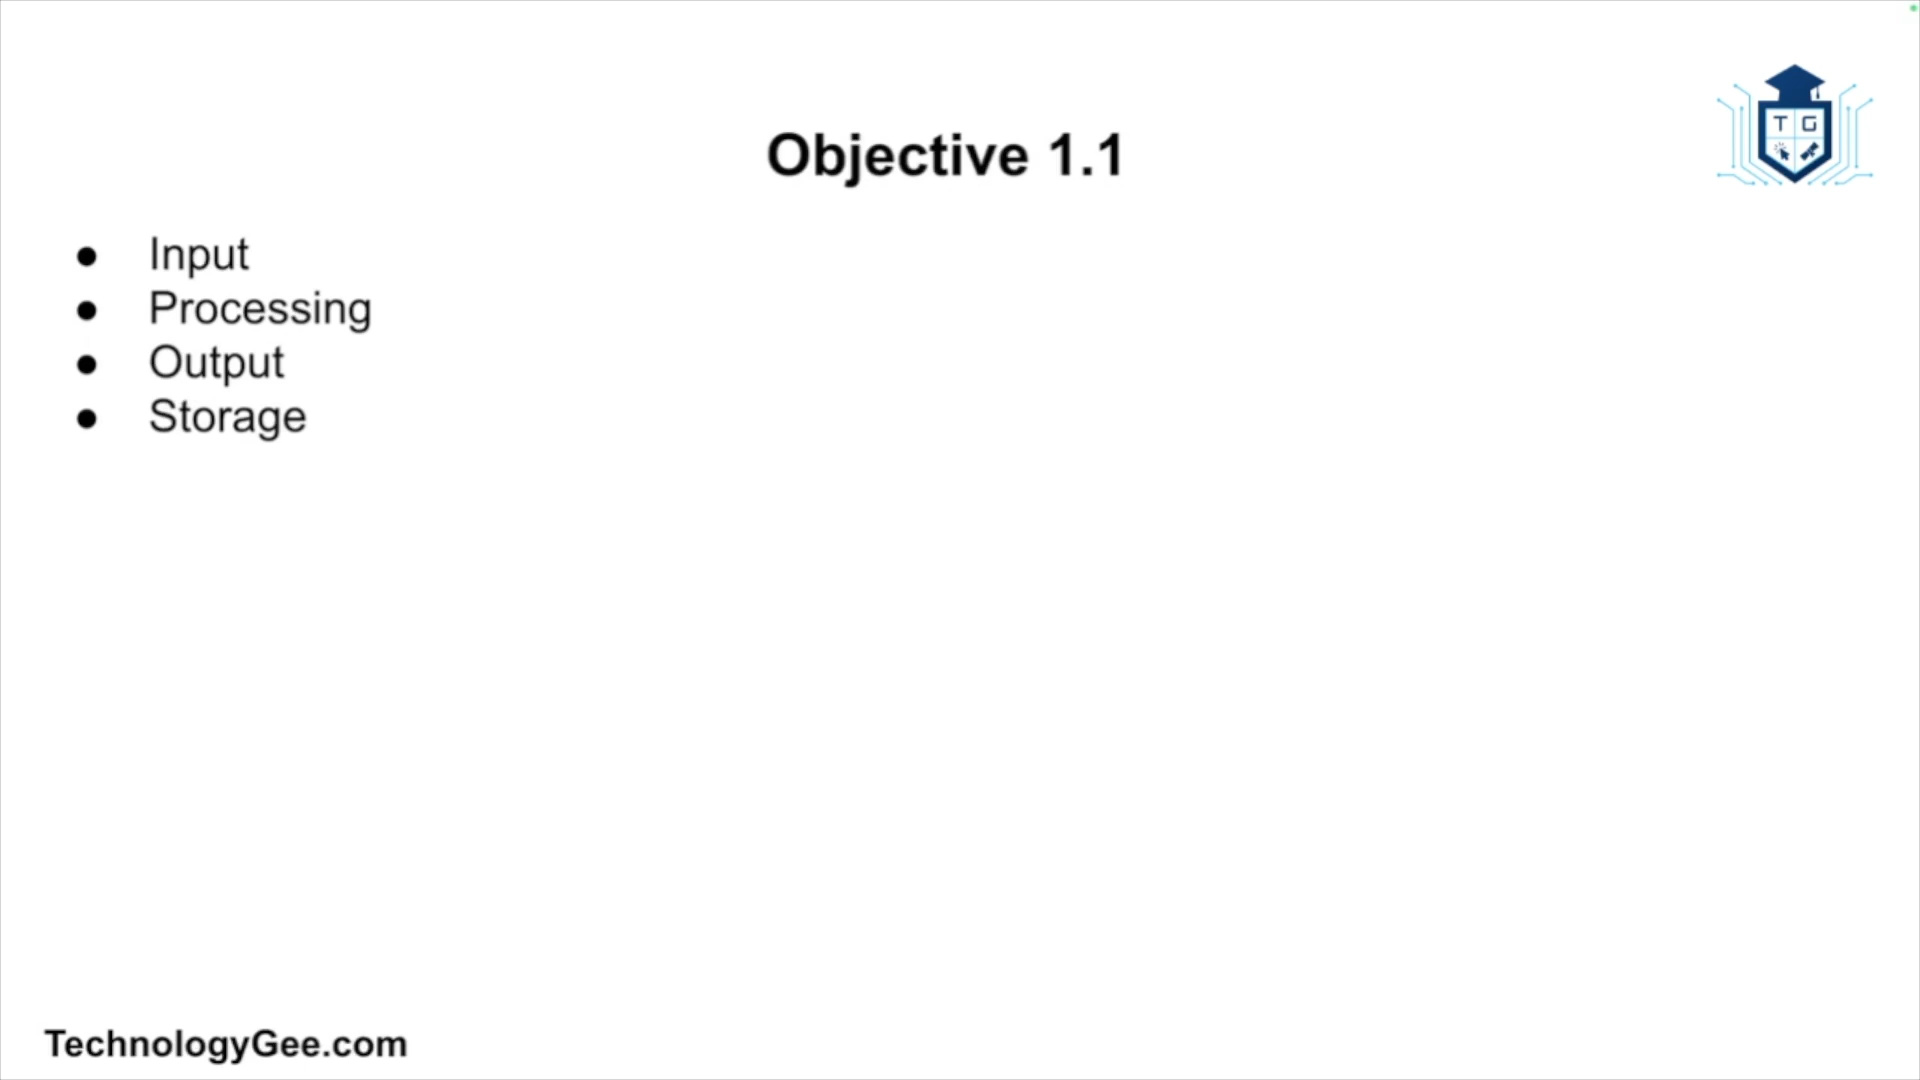 Objective 1.1
T G
● Input
● Processing
● Output
● Storage
TechnologyGee.com